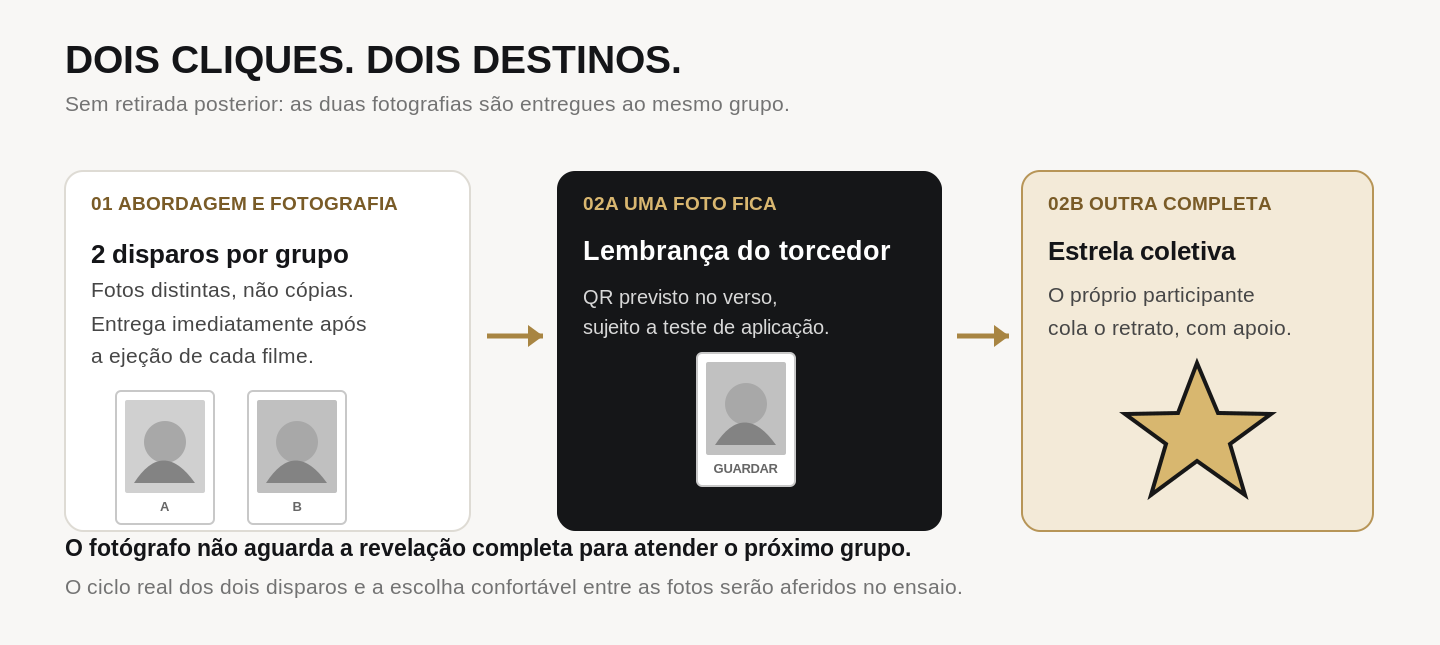 DOIS CLIQUES. DOIS DESTINOS.
Sem retirada posterior: as duas fotografias são entregues ao mesmo grupo.
01 ABORDAGEM E FOTOGRAFIA
2 disparos por grupo
Fotos distintas, não cópias.
Entrega imediatamente após
a ejeção de cada filme.
A
B
02A UMA FOTO FICA
Lembrança do torcedor
QR previsto no verso,
sujeito a teste de aplicação.
GUARDAR
02B OUTRA COMPLETA
Estrela coletiva
O próprio participante
cola o retrato, com apoio.
O fotógrafo não aguarda a revelação completa para atender o próximo grupo.
O ciclo real dos dois disparos e a escolha confortável entre as fotos serão aferidos no ensaio.